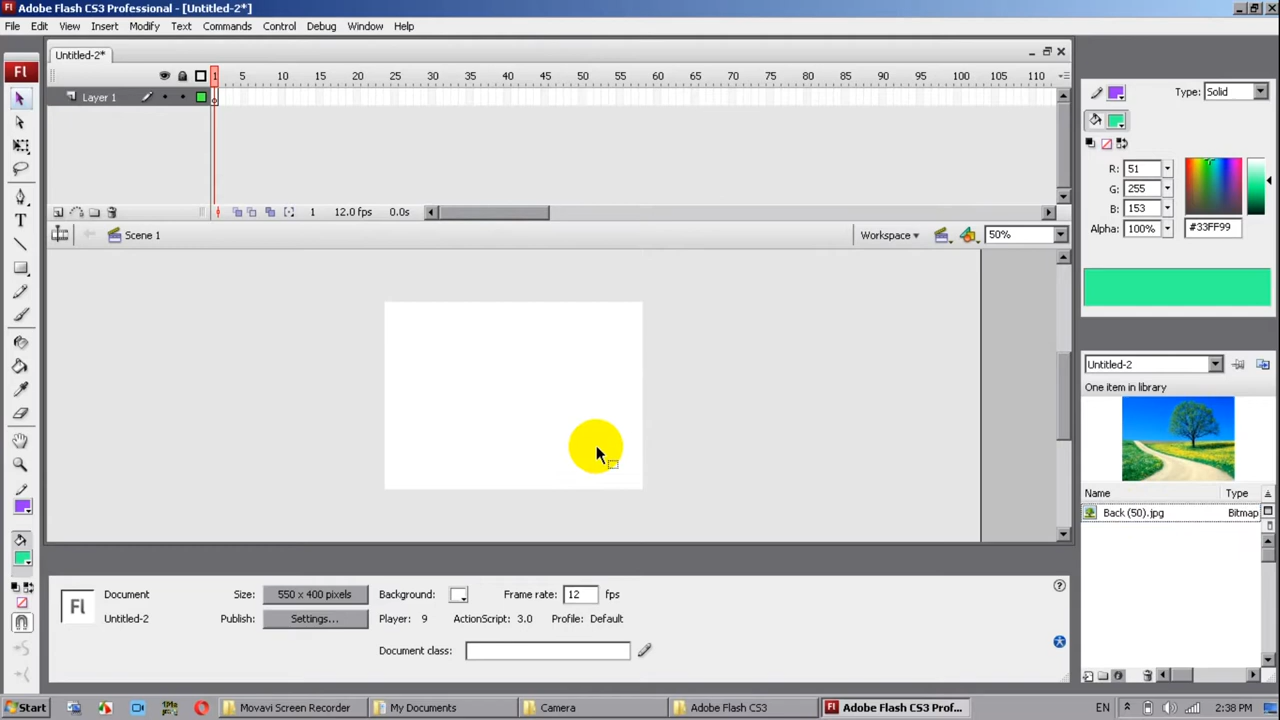 Adobe Flash CS3 Professional - [Untitled-2*]
File Edit View Insert Modify Text Commands Control Debug Window Help
Untitled-2*
Fl
1 5 10 15 20 25 30 35 40 45 50 55 60 65 70 75 80 85 90 95 100 105 110
Layer 1
1 12.0 fps 0.0s
Scene 1 Workspace 50%
Type: Solid
R: 51
G: 255
B: 153
Alpha: 100% #33FF99
Untitled-2
One item in library
Name Type
Back (50).jpg Bitmap
Fl
Document Size: 550 x 400 pixels Background: Frame rate: 12 fps
Untitled-2 Publish: Settings... Player: 9 ActionScript: 3.0 Profile: Default
Document class:
Start Movavi Screen Recorder My Documents Camera Adobe Flash CS3 Adobe Flash CS3 Prof... EN 2:38 PM